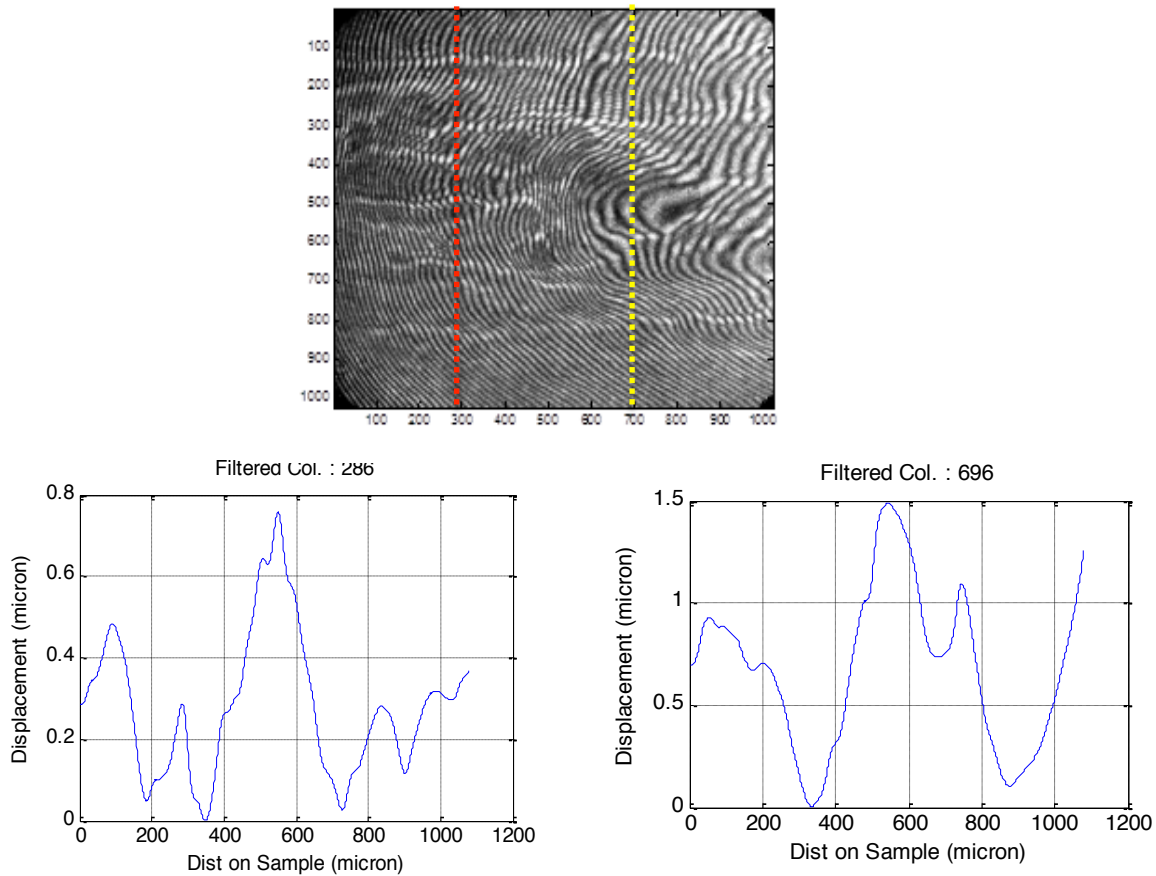 100
200
300
400
500
600
700
800
900
1000
100 200 300 400 500 600 700 800 900 1000
Filtered Col. : 286
0.8
0.6
0.4
0.2
0
Displacement (micron)
0 200 400 600 800 1000 1200
Dist on Sample (micron)
Filtered Col. : 696
1.5
1
0.5
0
Displacement (micron)
0 200 400 600 800 1000 1200
Dist on Sample (micron)